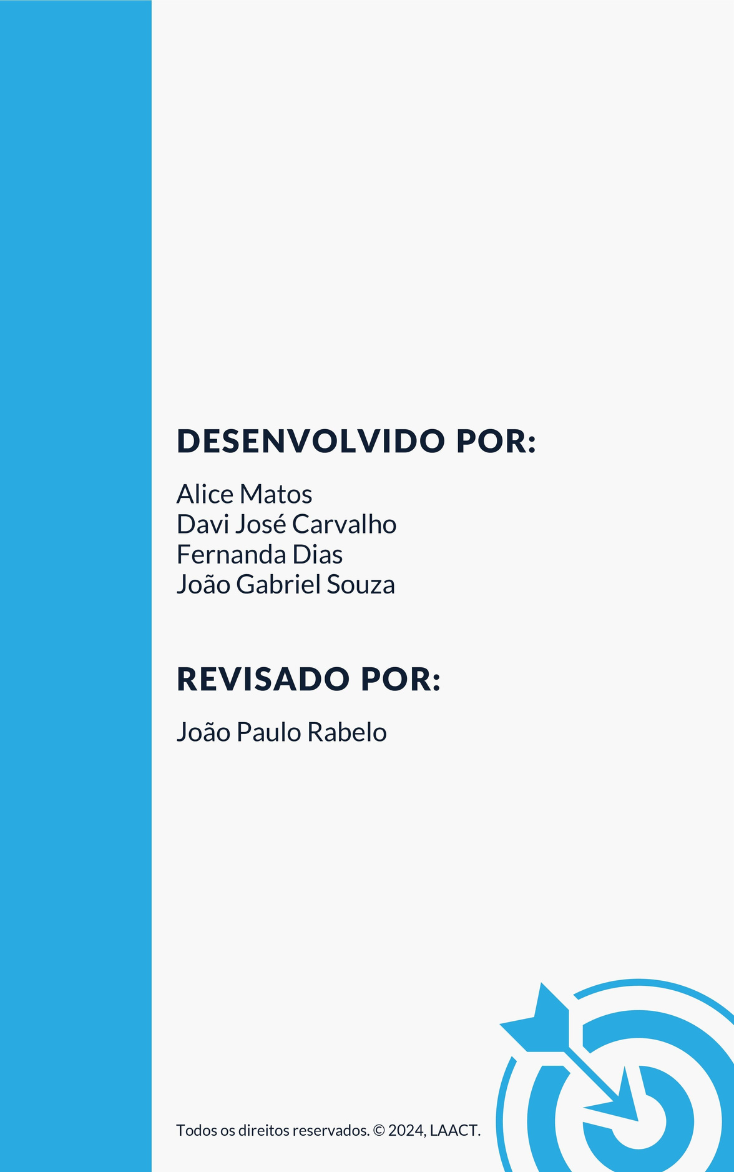 DESENVOLVIDO POR:
Alice Matos
Davi José Carvalho
Fernanda Dias
João Gabriel Souza
REVISADO POR:
João Paulo Rabelo
Todos os direitos reservados. © 2024, LAACT.